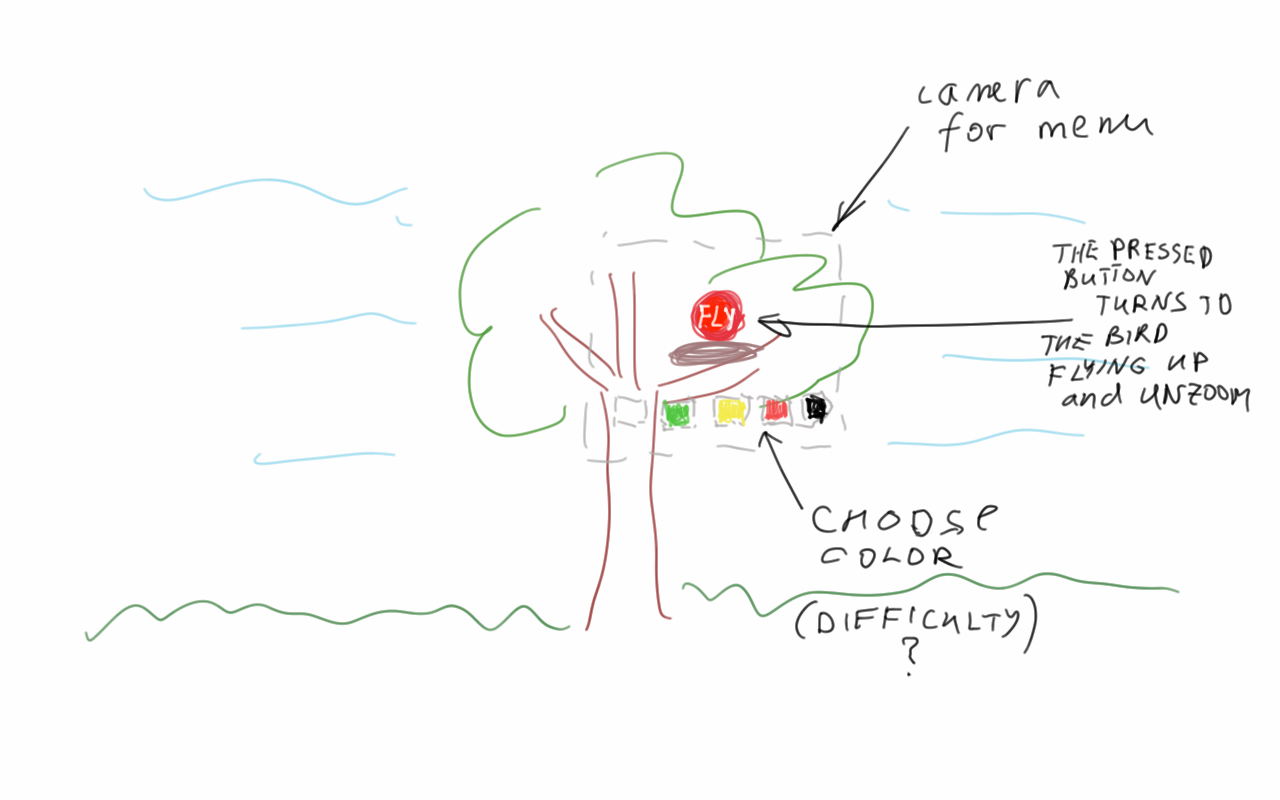 camera
for menu
THE PRESSED
BUTTON
TURNS TO
THE BIRD
FLYING UP
and UNZOOM
FLY
CHOOSE
COLOR
(DIFFICULTY)
?